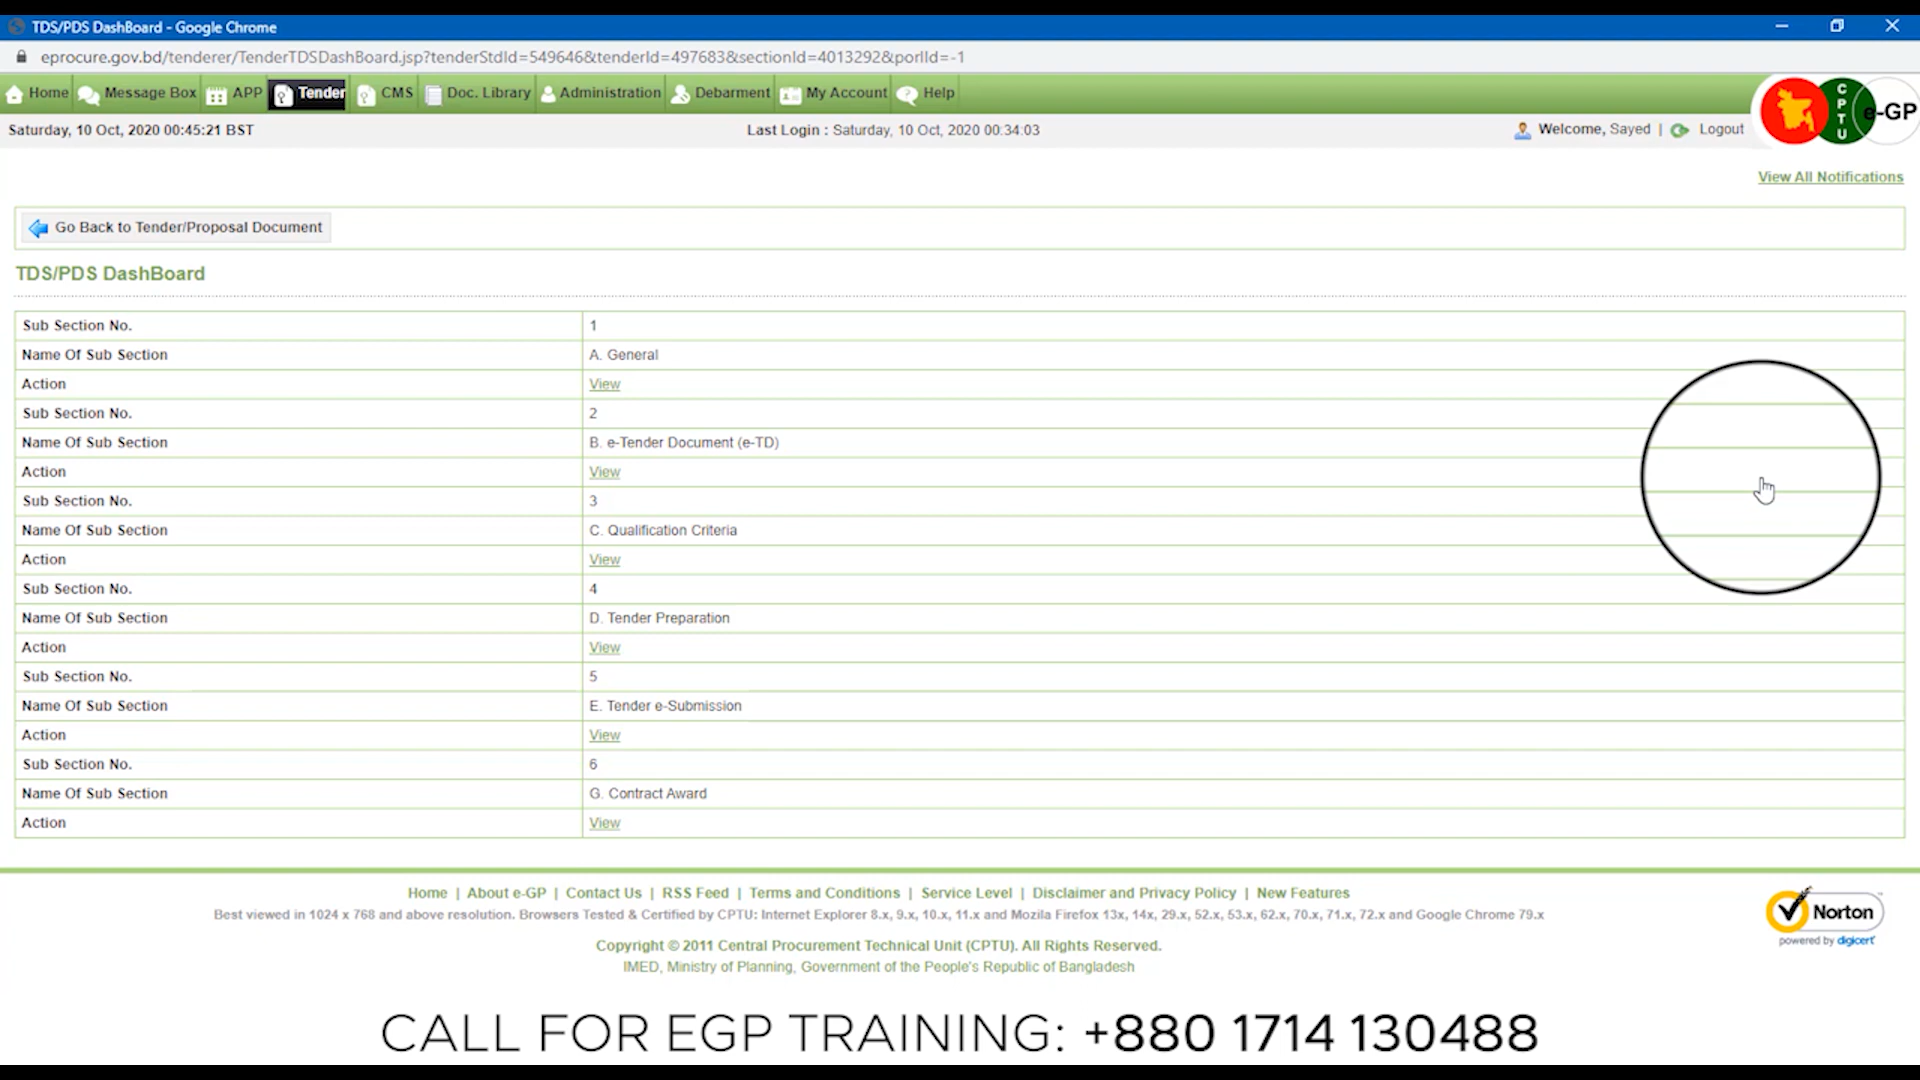 TDS/PDS DashBoard - Google Chrome
eprocure.gov.bd/tenderer/TenderTDSDashBoard.jsp?tenderStdId=549646&tenderId=497683&sectionId=4013292&porlId=-1
Home Message Box APP Tender CMS Doc. Library Administration Debarment My Account Help
CPTU e-GP
Saturday, 10 Oct, 2020 00:45:21 BST Last Login : Saturday, 10 Oct, 2020 00:34:03 Welcome, Sayed | Logout
View All Notifications
Go Back to Tender/Proposal Document
TDS/PDS DashBoard
Sub Section No. 1
Name Of Sub Section A. General
Action View
Sub Section No. 2
Name Of Sub Section B. e-Tender Document (e-TD)
Action View
Sub Section No. 3
Name Of Sub Section C. Qualification Criteria
Action View
Sub Section No. 4
Name Of Sub Section D. Tender Preparation
Action View
Sub Section No. 5
Name Of Sub Section E. Tender e-Submission
Action View
Sub Section No. 6
Name Of Sub Section G. Contract Award
Action View
Home | About e-GP | Contact Us | RSS Feed | Terms and Conditions | Service Level | Disclaimer and Privacy Policy | New Features
Best viewed in 1024 x 768 and above resolution. Browsers Tested & Certified by CPTU: Internet Explorer 8.x, 9.x, 10.x, 11.x and Mozilla Firefox 13x, 14x, 29.x, 52.x, 53.x, 62.x, 70.x, 71.x, 72.x and Google Chrome 79.x
Norton
powered by digicert
Copyright © 2011 Central Procurement Technical Unit (CPTU). All Rights Reserved.
IMED, Ministry of Planning, Government of the People's Republic of Bangladesh
CALL FOR EGP TRAINING: +880 1714 130488